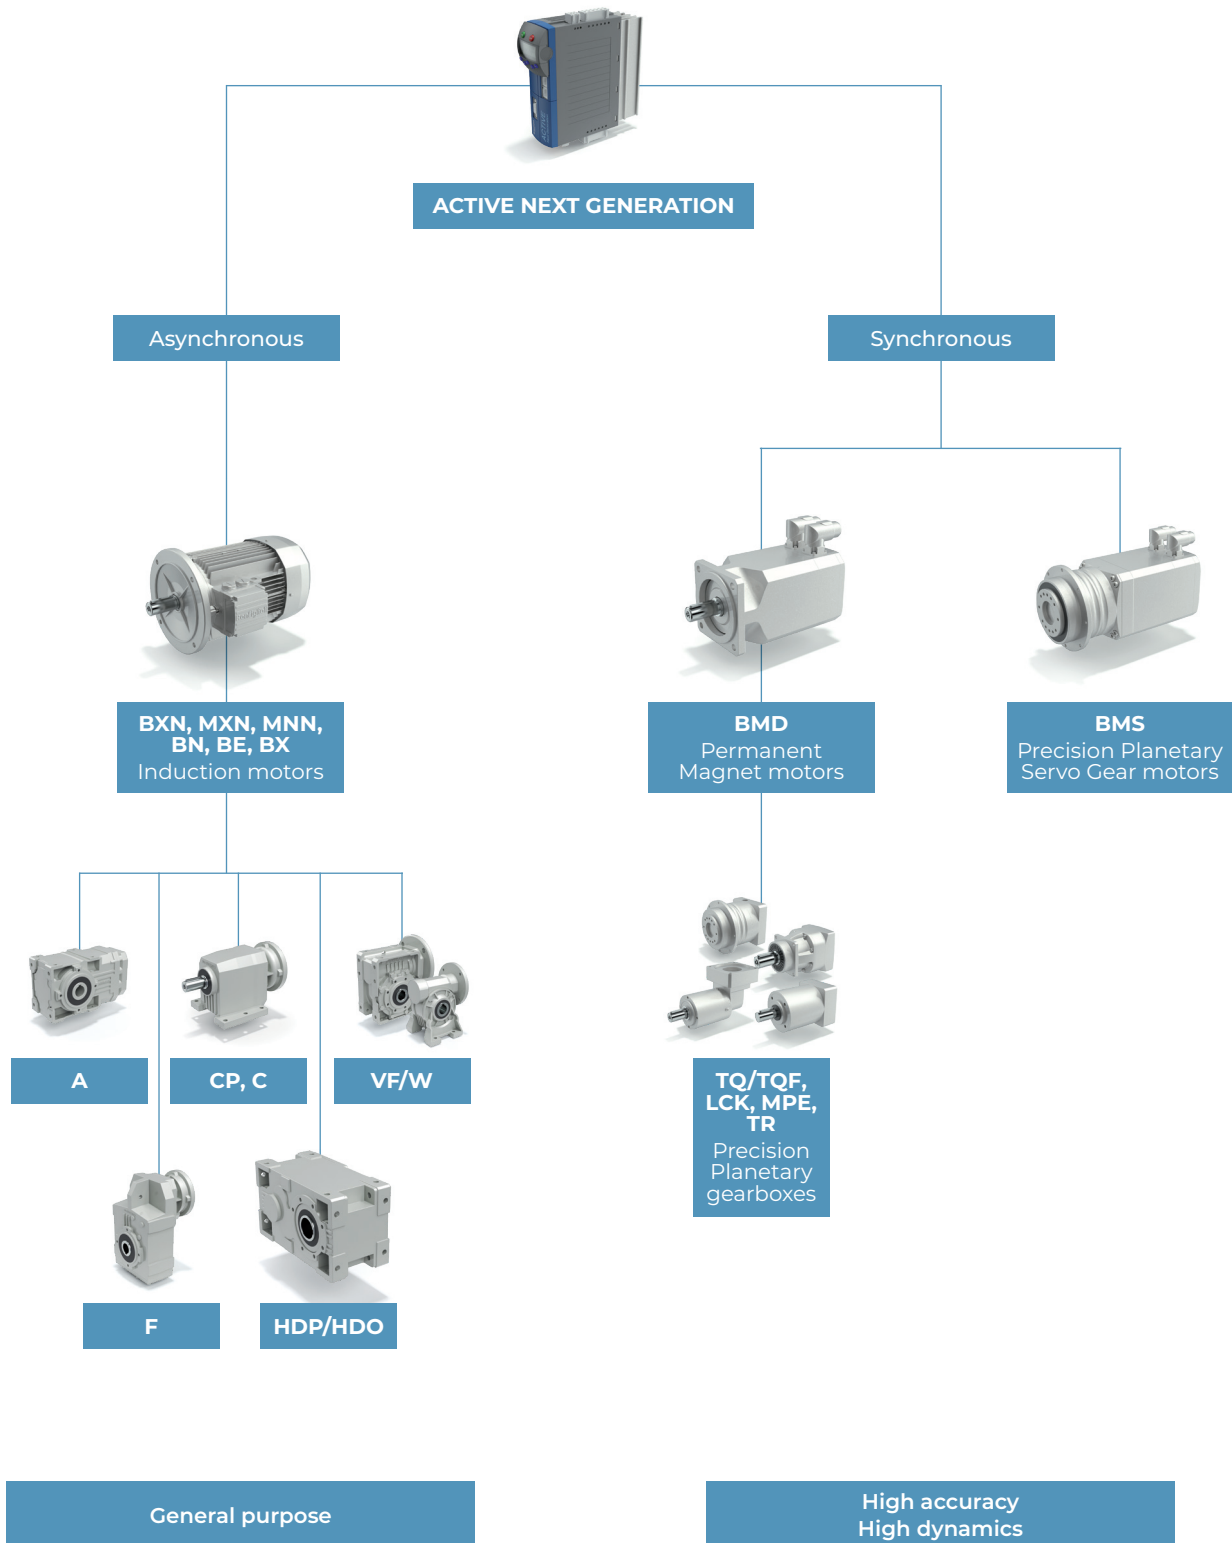 ACTIVE NEXT GENERATION
Asynchronous
Synchronous
BXN, MXN, MNN,
BN, BE, BX
Induction motors
BMD
Permanent
Magnet motors
BMS
Precision Planetary
Servo Gear motors
A
CP, C
VF/W
TQ/TQF,
LCK, MPE,
TR
Precision
Planetary
gearboxes
F
HDP/HDO
General purpose
High accuracy
High dynamics